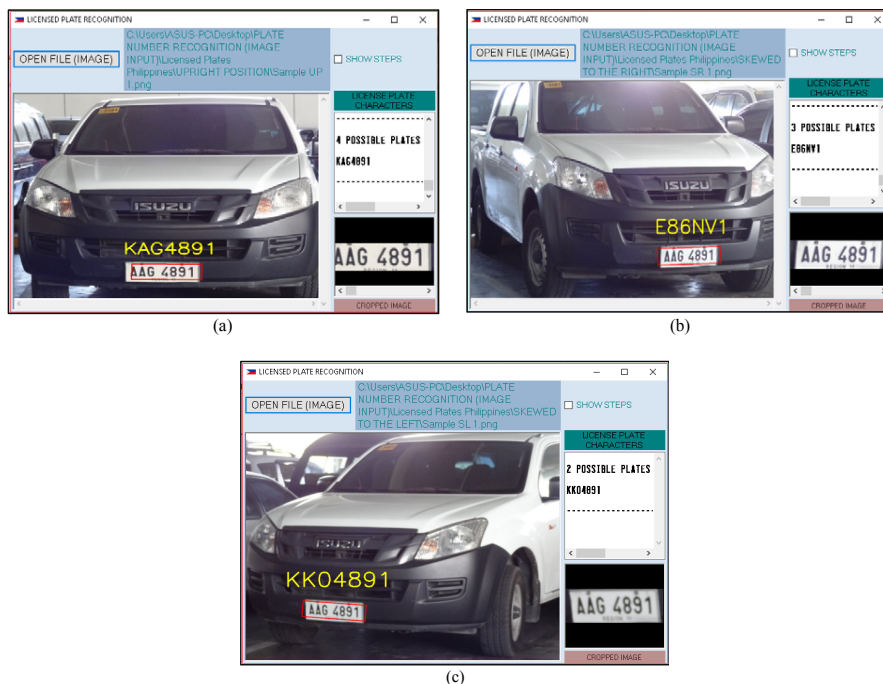 LICENSED PLATE RECOGNITION
OPEN FILE (IMAGE)
C:\Users\ASUS-PC\Desktop\PLATE
NUMBER RECOGNITION (IMAGE
INPUT)\Licensed Plates
Philippines\UPRIGHT POSITION\Sample UP
1.png
SHOW STEPS
LICENSE PLATE
CHARACTERS
4 POSSIBLE PLATES
KAG4891
ISUZU
KAG4891
AAG 4891
AAG 4891
CROPPED IMAGE
(a)
LICENSED PLATE RECOGNITION
OPEN FILE (IMAGE)
C:\Users\ASUS-PC\Desktop\PLATE
NUMBER RECOGNITION (IMAGE
INPUT)\Licensed Plates Philippines\SKEWED
TO THE RIGHT\Sample SR 1.png
SHOW STEPS
LICENSE PLATE
CHARACTERS
3 POSSIBLE PLATES
E86NV1
ISUZU
E86NV1
AAG 4891
AAG 4891
REGION
CROPPED IMAGE
(b)
LICENSED PLATE RECOGNITION
OPEN FILE (IMAGE)
C:\Users\ASUS-PC\Desktop\PLATE
NUMBER RECOGNITION (IMAGE
INPUT)\Licensed Plates Philippines\SKEWED
TO THE LEFT\Sample SL 1.png
SHOW STEPS
LICENSE PLATE
CHARACTERS
2 POSSIBLE PLATES
KKO4891
ISUZU
KKO4891
AAG 4891
AAG 4891
REGION
CROPPED IMAGE
(c)